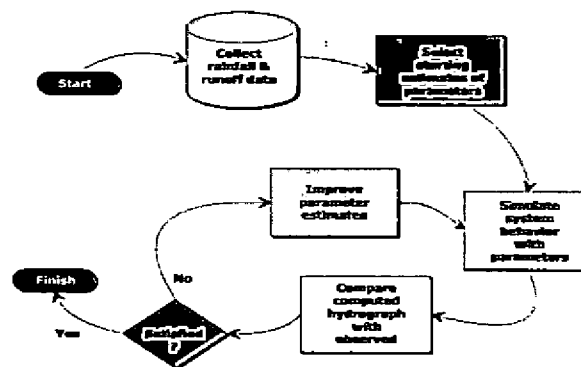 Start
Collect
rainfall &
runoff data
Select
starting
estimates of
parameters
Simulate
system
behavior
with
parameters
Improve
parameter
estimates
Compare
computed
hydrograph
with
observed
Satisfied
?
No
Yes
Finish